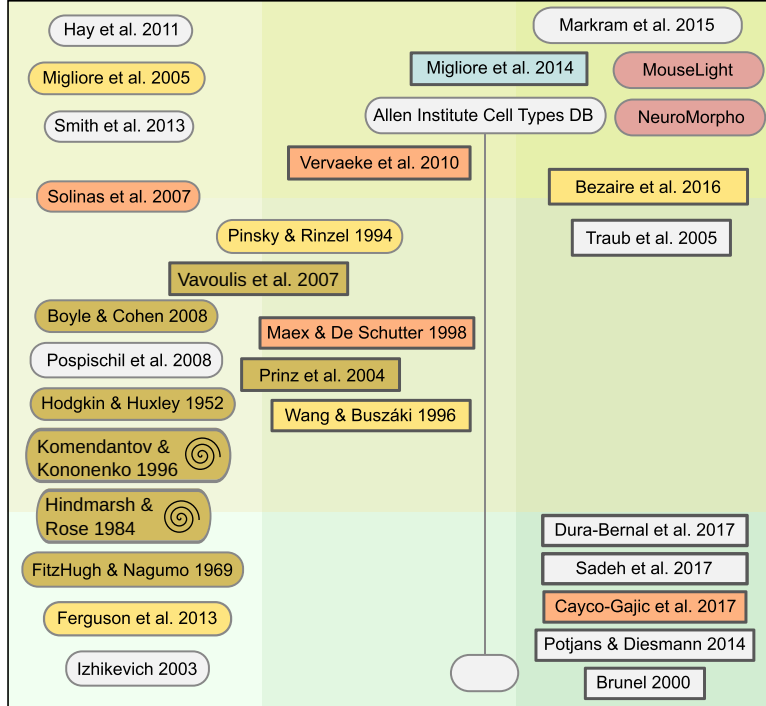 Hay et al. 2011
Markram et al. 2015
Migliore et al. 2005
Migliore et al. 2014
MouseLight
Smith et al. 2013
Allen Institute Cell Types DB
NeuroMorpho
Vervaeke et al. 2010
Solinas et al. 2007
Bezaire et al. 2016
Pinsky & Rinzel 1994
Traub et al. 2005
Vavoulis et al. 2007
Boyle & Cohen 2008
Maex & De Schutter 1998
Pospischil et al. 2008
Prinz et al. 2004
Hodgkin & Huxley 1952
Wang & Buszáki 1996
Komendantov &
Kononenko 1996
Hindmarsh &
Rose 1984
Dura-Bernal et al. 2017
FitzHugh & Nagumo 1969
Sadeh et al. 2017
Cayco-Gajic et al. 2017
Ferguson et al. 2013
Potjans & Diesmann 2014
Izhikevich 2003
Brunel 2000